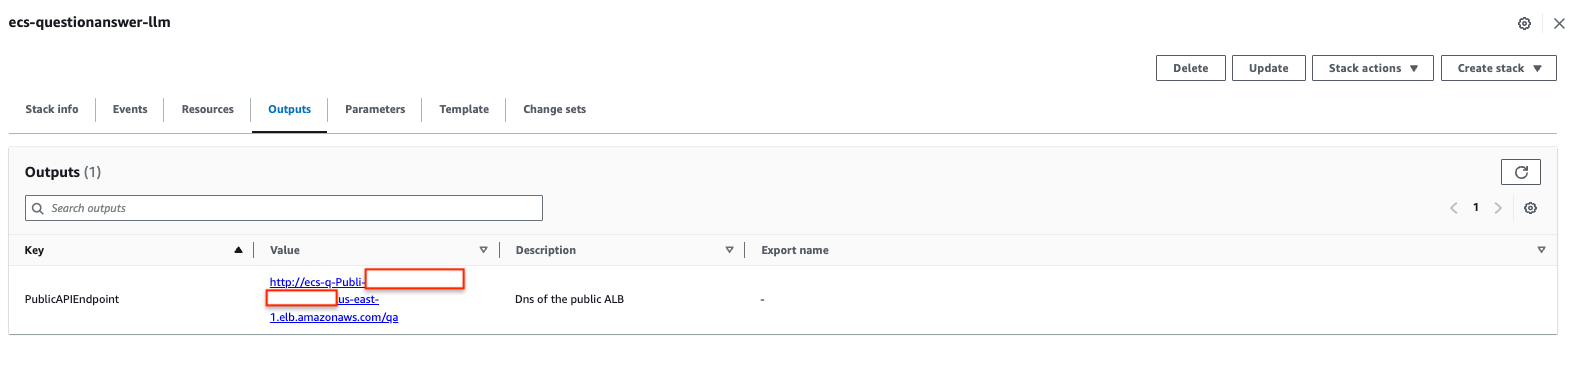 ecs-questionanswer-llm
Delete
Update
Stack actions
Create stack
Stack info
Events
Resources
Outputs
Parameters
Template
Change sets
Outputs (1)
Search outputs
1
Key
Value
Description
Export name
PublicAPIEndpoint
http://ecs-q-Publi-
us-east-
1.elb.amazonaws.com/qa
Dns of the public ALB
-